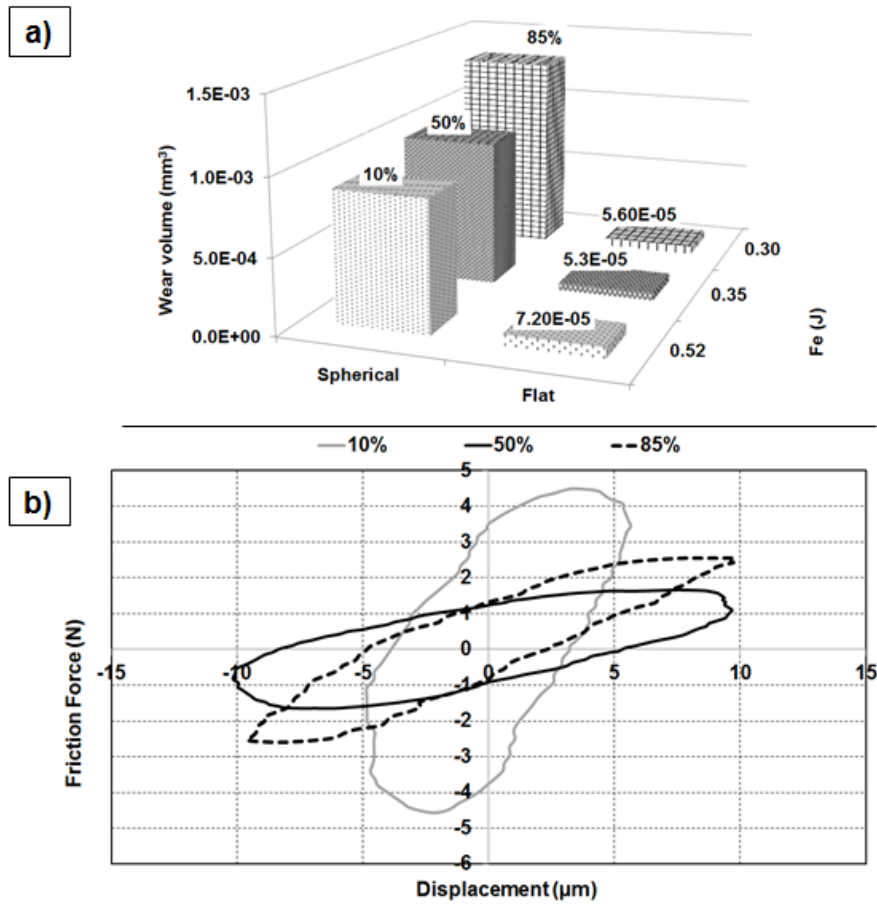 a)
85%
1.5E-03
50%
10%
1.0E-03
5.60E-05
5.0E-04
5.3E-05
0.30
7.20E-05
0.35
0.0E+00
0.52
Wear volume (mm³)
Spherical
Flat
Fe (J)
10% 50% 85%
b)
5
4
3
2
1
0
-15 -10 -5 0 5 10 15
-1
-2
-3
-4
-5
-6
Friction Force (N)
Displacement (µm)